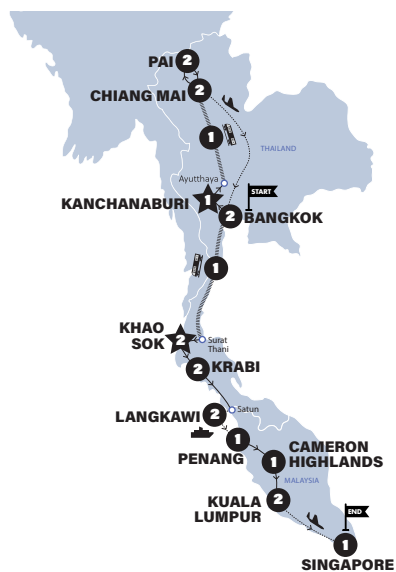 PAI
2
2
CHIANG MAI
1
THAILAND
Ayutthaya
KANCHANABURI
1
START
2
BANGKOK
1
KHAO
SOK
2
Surat
Thani
2
KRABI
LANGKAWI
2
Satun
PENANG
1
CAMERON
HIGHLANDS
1
MALAYSIA
KUALA
LUMPUR
2
END
1
SINGAPORE